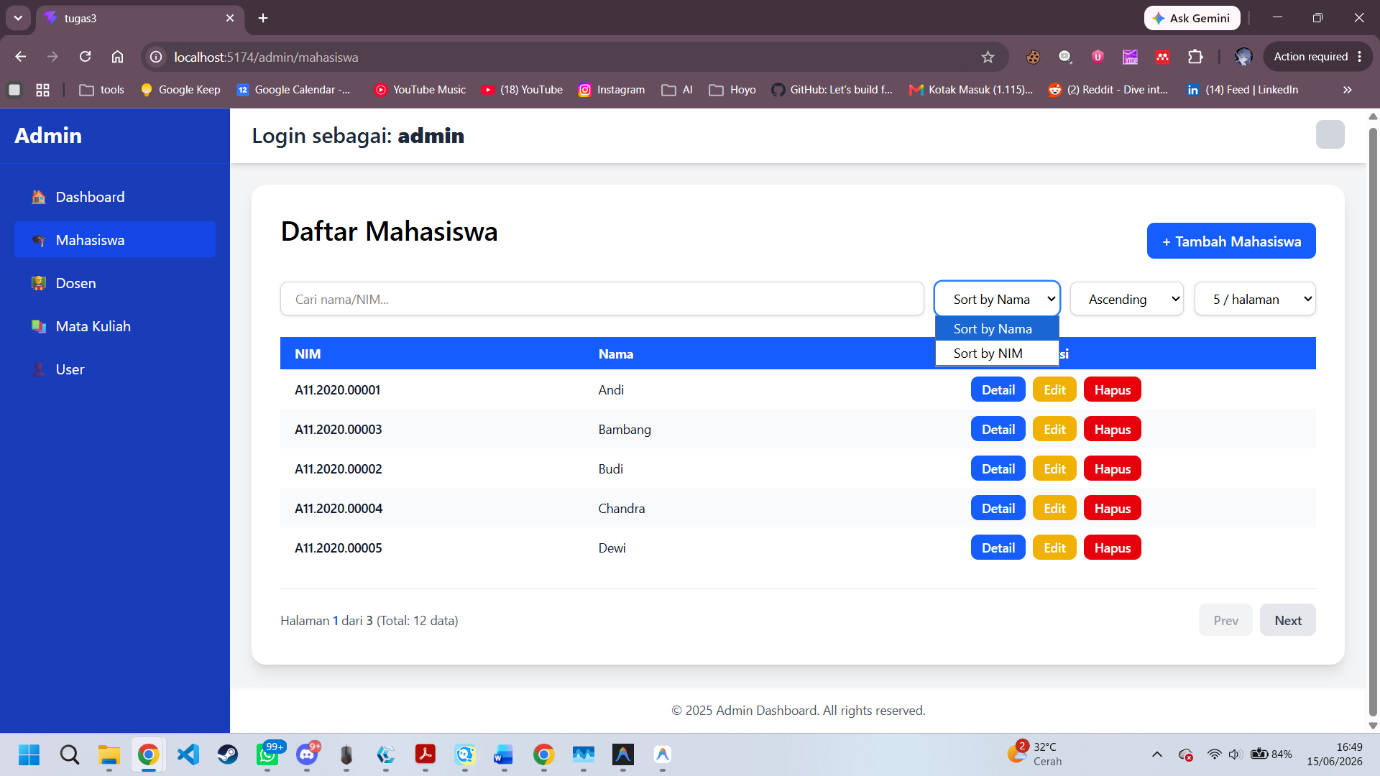 tugas3
Ask Gemini
localhost:5174/admin/mahasiswa
Action required
tools
Google Keep
12
Google Calendar -...
YouTube Music
(18) YouTube
Instagram
AI
Hoyo
GitHub: Let's build f...
Kotak Masuk (1.115)...
(2) Reddit - Dive int...
(14) Feed | LinkedIn
Admin
Login sebagai: admin
Dashboard
Mahasiswa
Dosen
Mata Kuliah
User
Daftar Mahasiswa
+ Tambah Mahasiswa
Cari nama/NIM...
Sort by Nama
Ascending
5 / halaman
Sort by Nama
Sort by NIM
NIM Nama si
A11.2020.00001 Andi Detail Edit Hapus
A11.2020.00003 Bambang Detail Edit Hapus
A11.2020.00002 Budi Detail Edit Hapus
A11.2020.00004 Chandra Detail Edit Hapus
A11.2020.00005 Dewi Detail Edit Hapus
Halaman 1 dari 3 (Total: 12 data)
Prev
Next
© 2025 Admin Dashboard. All rights reserved.
99+
9+
2
32°C
Cerah
84%
16:49
15/06/2026